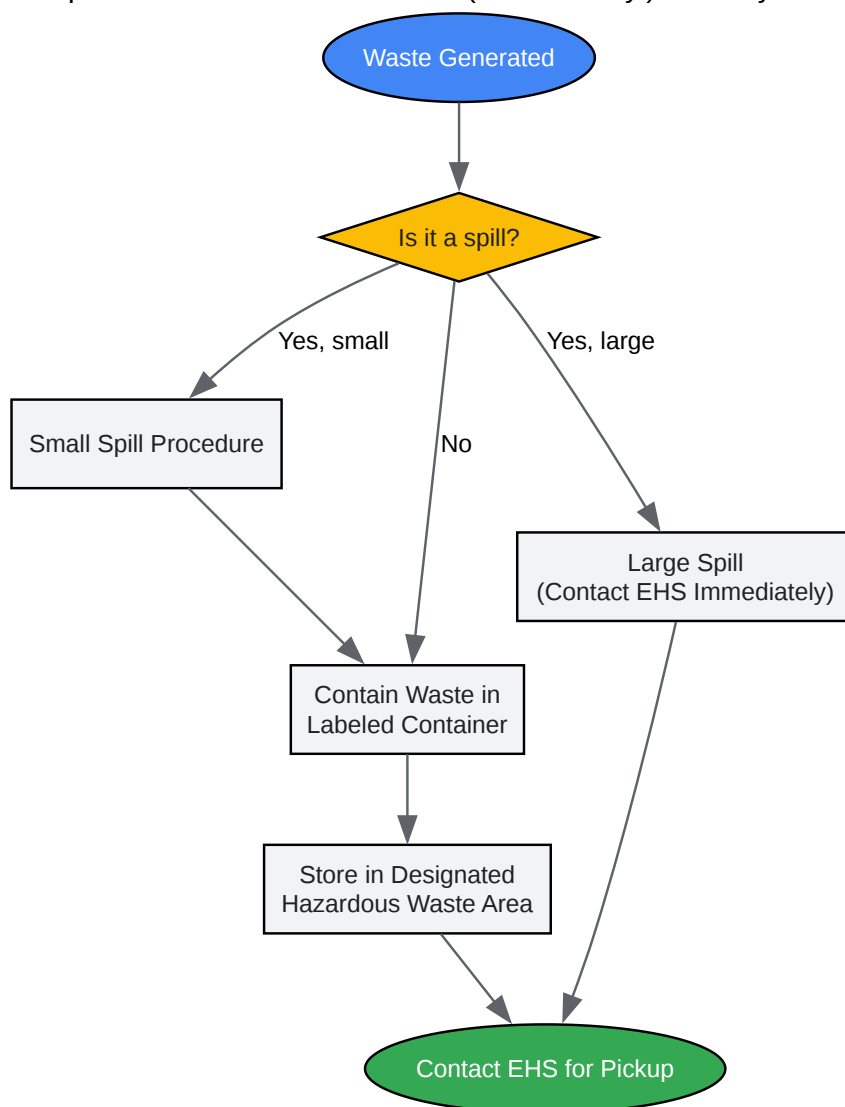 Waste Generated
Is it a spill?
Yes, small
Yes, large
Small Spill Procedure
No
Large Spill
(Contact EHS Immediately)
Contain Waste in
Labeled Container
Store in Designated
Hazardous Waste Area
Contact EHS for Pickup